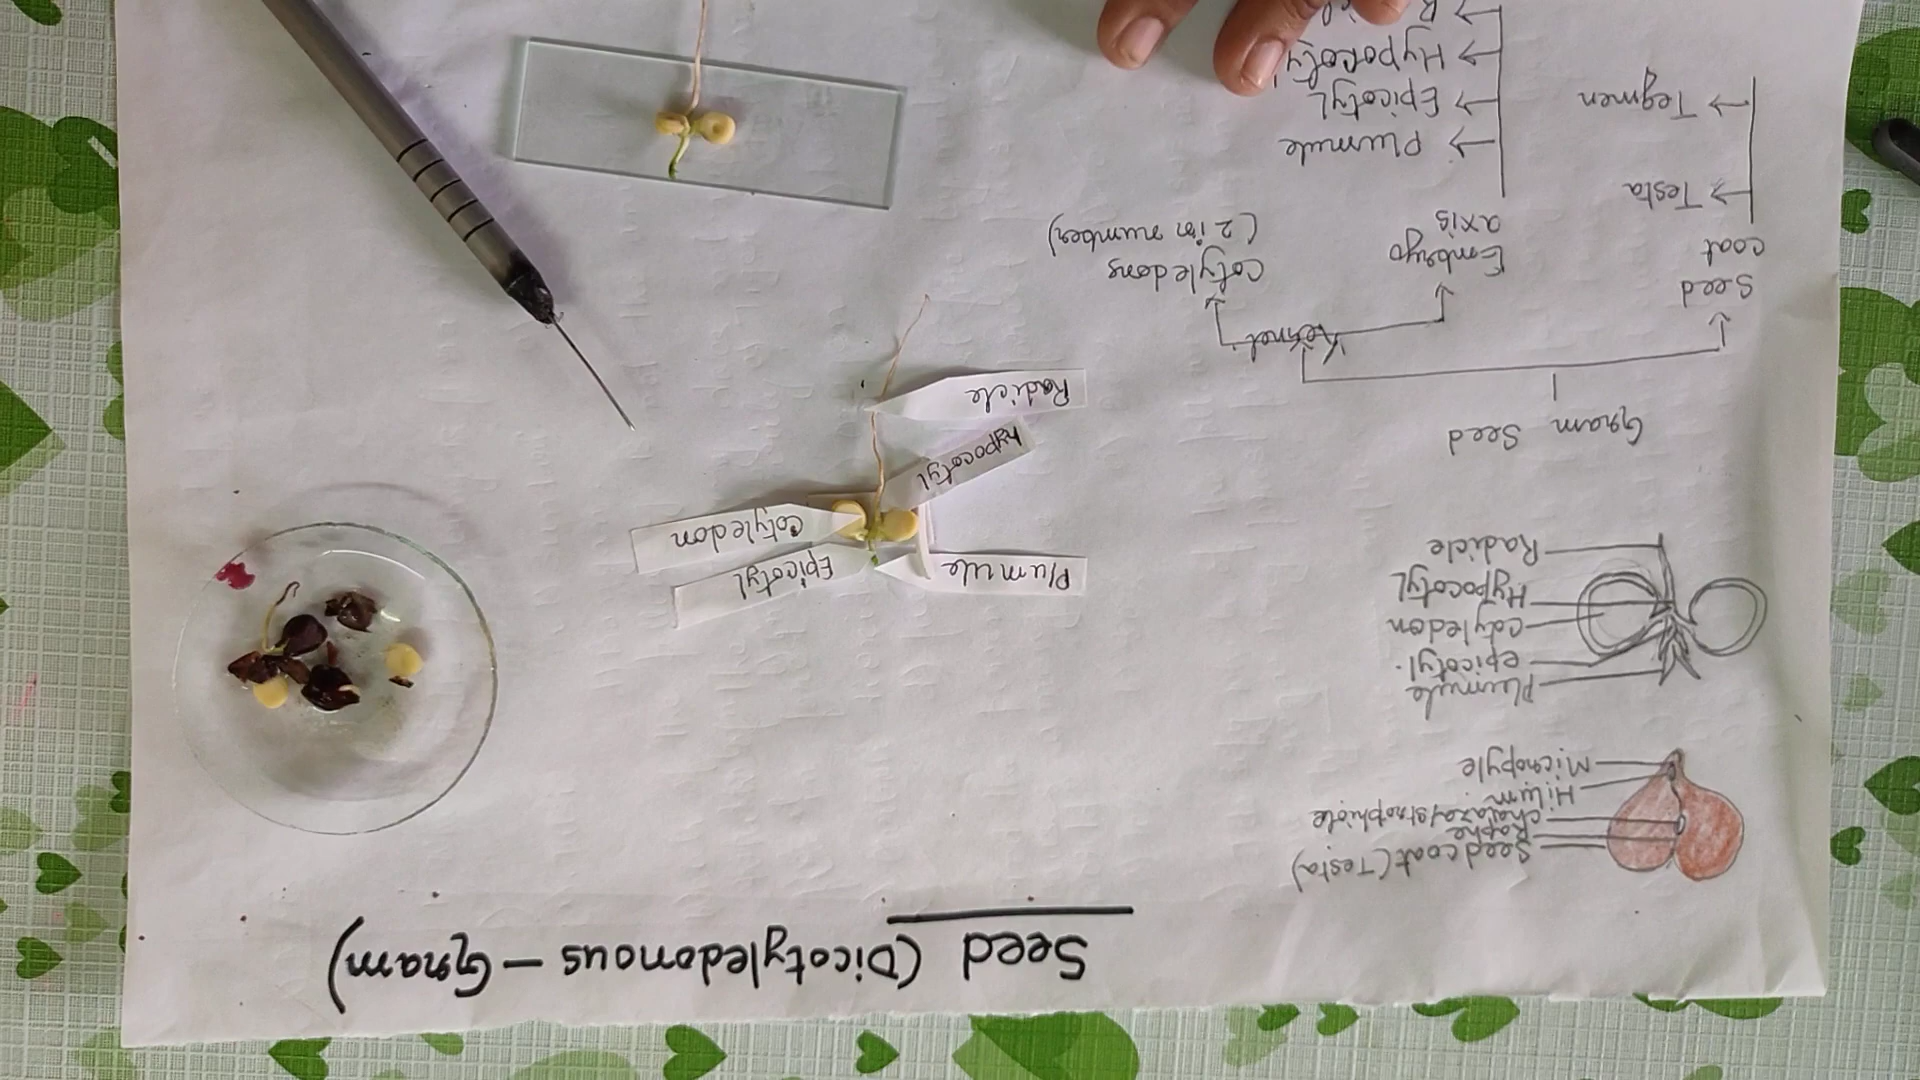 Seed (Dicotyledonous – Gram)
Seed coat (Testa)
Raphe
chalaza/strophiole
Hilum
Micropyle
Plumule
epicotyl.
cotyledon
Hypocotyl
Radicle
Plumule
Epicotyl
Cotyledon
hypocotyl
Radicle
Gram Seed
Kernel
Seed
coat
Testa
Tegmen
Embryo
axis
Plumule
Epicotyl
Hypocotyl
Cotyledons
(2 in number)